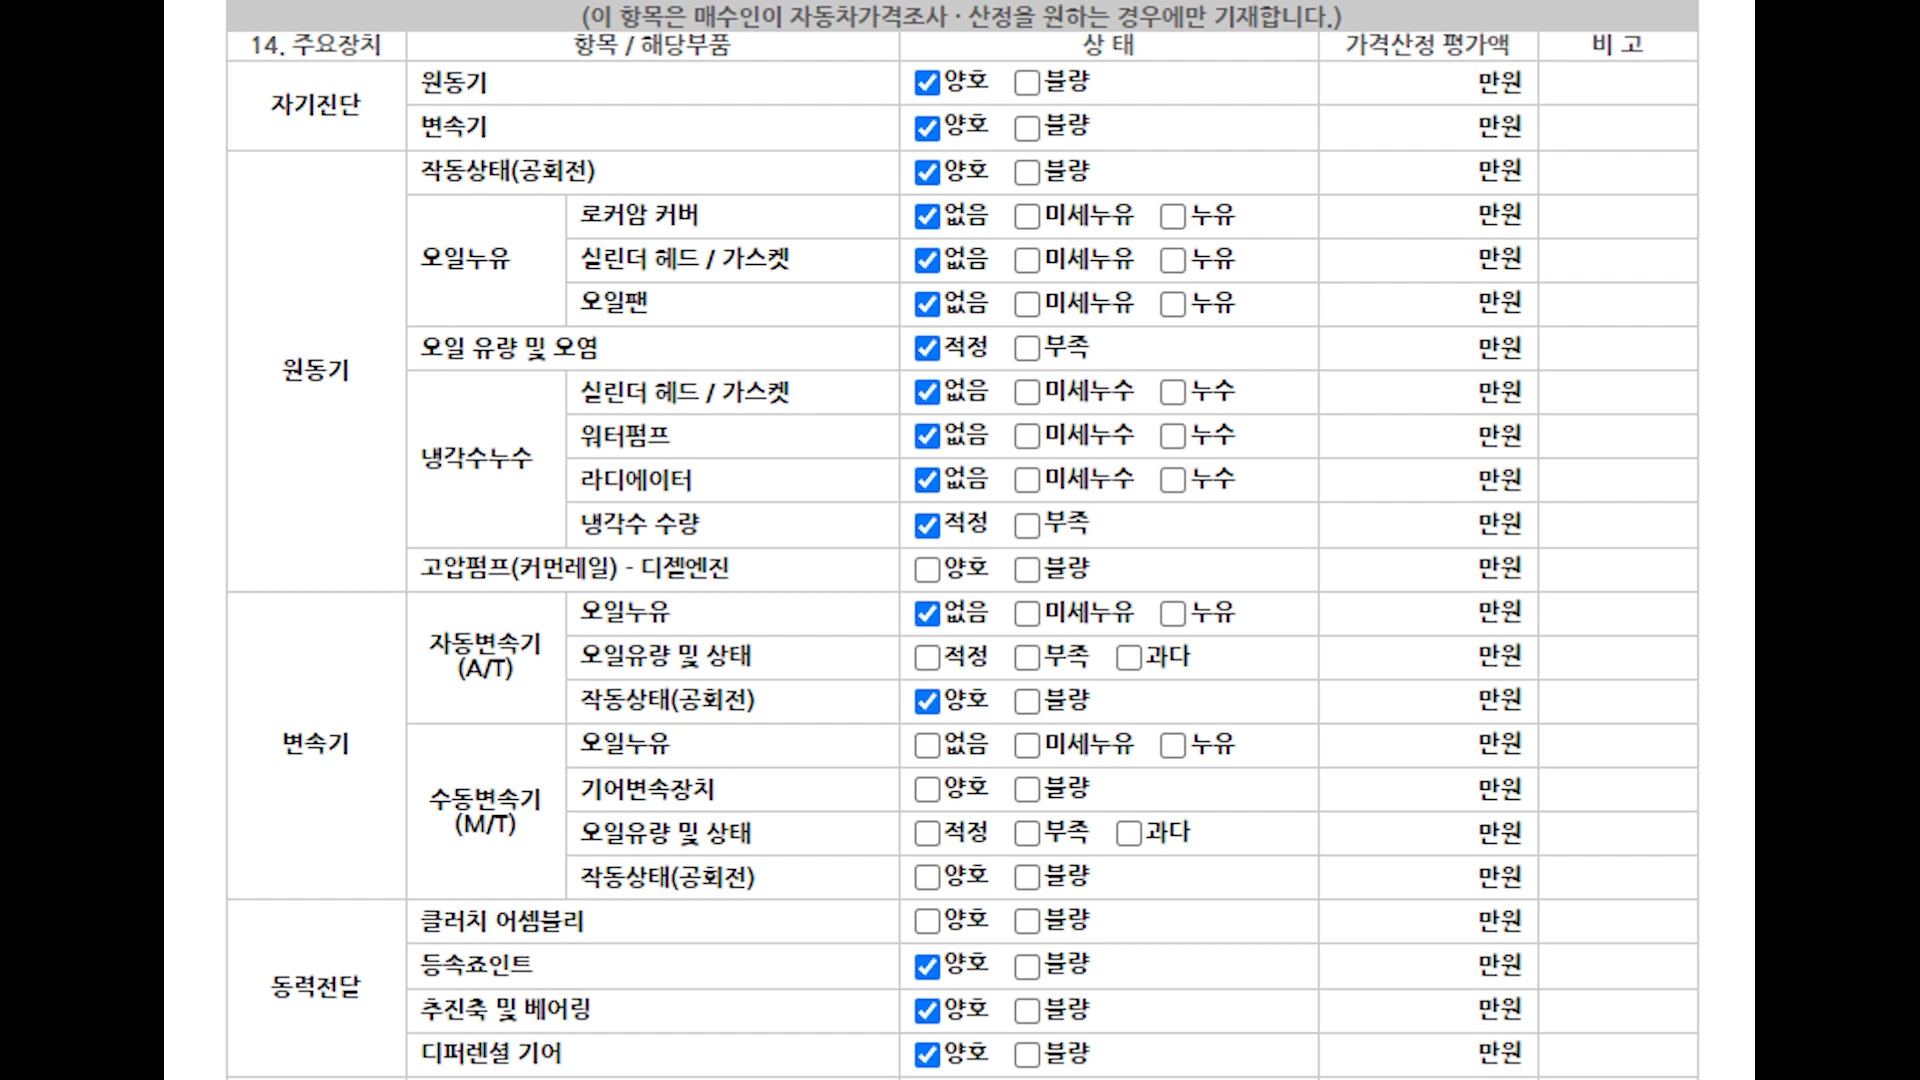 (이 항목은 매수인이 자동차가격조사 · 산정을 원하는 경우에만 기재합니다.)
14. 주요장치 항목 / 해당부품 상 태 가격산정 평가액 비 고
자기진단 원동기 양호 불량 만원
변속기 양호 불량 만원
원동기 작동상태(공회전) 양호 불량 만원
오일누유 로커암 커버 없음 미세누유 누유 만원
실린더 헤드 / 가스켓 없음 미세누유 누유 만원
오일팬 없음 미세누유 누유 만원
오일 유량 및 오염 적정 부족 만원
냉각수누수 실린더 헤드 / 가스켓 없음 미세누수 누수 만원
워터펌프 없음 미세누수 누수 만원
라디에이터 없음 미세누수 누수 만원
냉각수 수량 적정 부족 만원
고압펌프(커먼레일) - 디젤엔진 양호 불량 만원
변속기 자동변속기 (A/T) 오일누유 없음 미세누유 누유 만원
오일유량 및 상태 적정 부족 과다 만원
작동상태(공회전) 양호 불량 만원
수동변속기 (M/T) 오일누유 없음 미세누유 누유 만원
기어변속장치 양호 불량 만원
오일유량 및 상태 적정 부족 과다 만원
작동상태(공회전) 양호 불량 만원
동력전달 클러치 어셈블리 양호 불량 만원
등속죠인트 양호 불량 만원
추진축 및 베어링 양호 불량 만원
디퍼렌셜 기어 양호 불량 만원